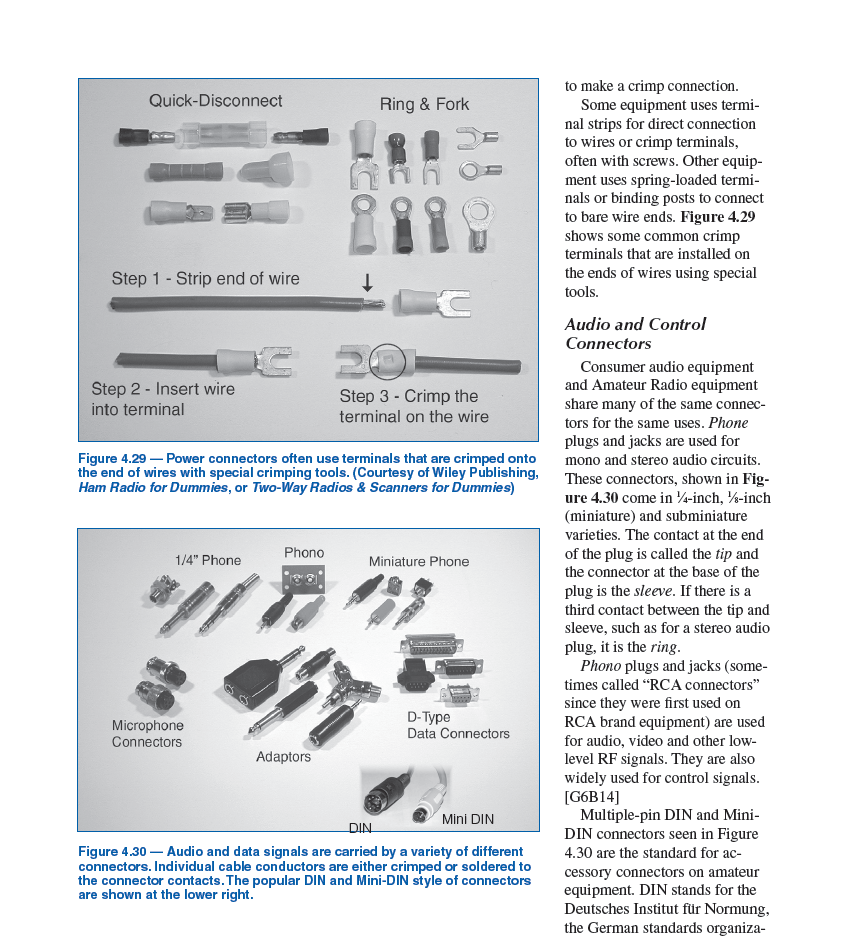 Quick-Disconnect
Ring & Fork
Step 1 - Strip end of wire
Step 2 - Insert wire
into terminal
Step 3 - Crimp the
terminal on the wire
Figure 4.29 — Power connectors often use terminals that are crimped onto
the end of wires with special crimping tools. (Courtesy of Wiley Publishing,
Ham Radio for Dummies, or Two-Way Radios & Scanners for Dummies)
1/4" Phone
Phono
Miniature Phone
Microphone
Connectors
Adaptors
D-Type
Data Connectors
DIN
Mini DIN
Figure 4.30 — Audio and data signals are carried by a variety of different
connectors. Individual cable conductors are either crimped or soldered to
the connector contacts. The popular DIN and Mini-DIN style of connectors
are shown at the lower right.
to make a crimp connection.
Some equipment uses termi-
nal strips for direct connection
to wires or crimp terminals,
often with screws. Other equip-
ment uses spring-loaded termi-
nals or binding posts to connect
to bare wire ends. Figure 4.29
shows some common crimp
terminals that are installed on
the ends of wires using special
tools.
Audio and Control
Connectors
Consumer audio equipment
and Amateur Radio equipment
share many of the same connec-
tors for the same uses. Phone
plugs and jacks are used for
mono and stereo audio circuits.
These connectors, shown in Fig-
ure 4.30 come in ¼-inch, ⅛-inch
(miniature) and subminiature
varieties. The contact at the end
of the plug is called the tip and
the connector at the base of the
plug is the sleeve. If there is a
third contact between the tip and
sleeve, such as for a stereo audio
plug, it is the ring.
Phono plugs and jacks (some-
times called “RCA connectors”
since they were first used on
RCA brand equipment) are used
for audio, video and other low-
level RF signals. They are also
widely used for control signals.
[G6B14]
Multiple-pin DIN and Mini-
DIN connectors seen in Figure
4.30 are the standard for ac-
cessory connectors on amateur
equipment. DIN stands for the
Deutsches Institut für Normung,
the German standards organiza-